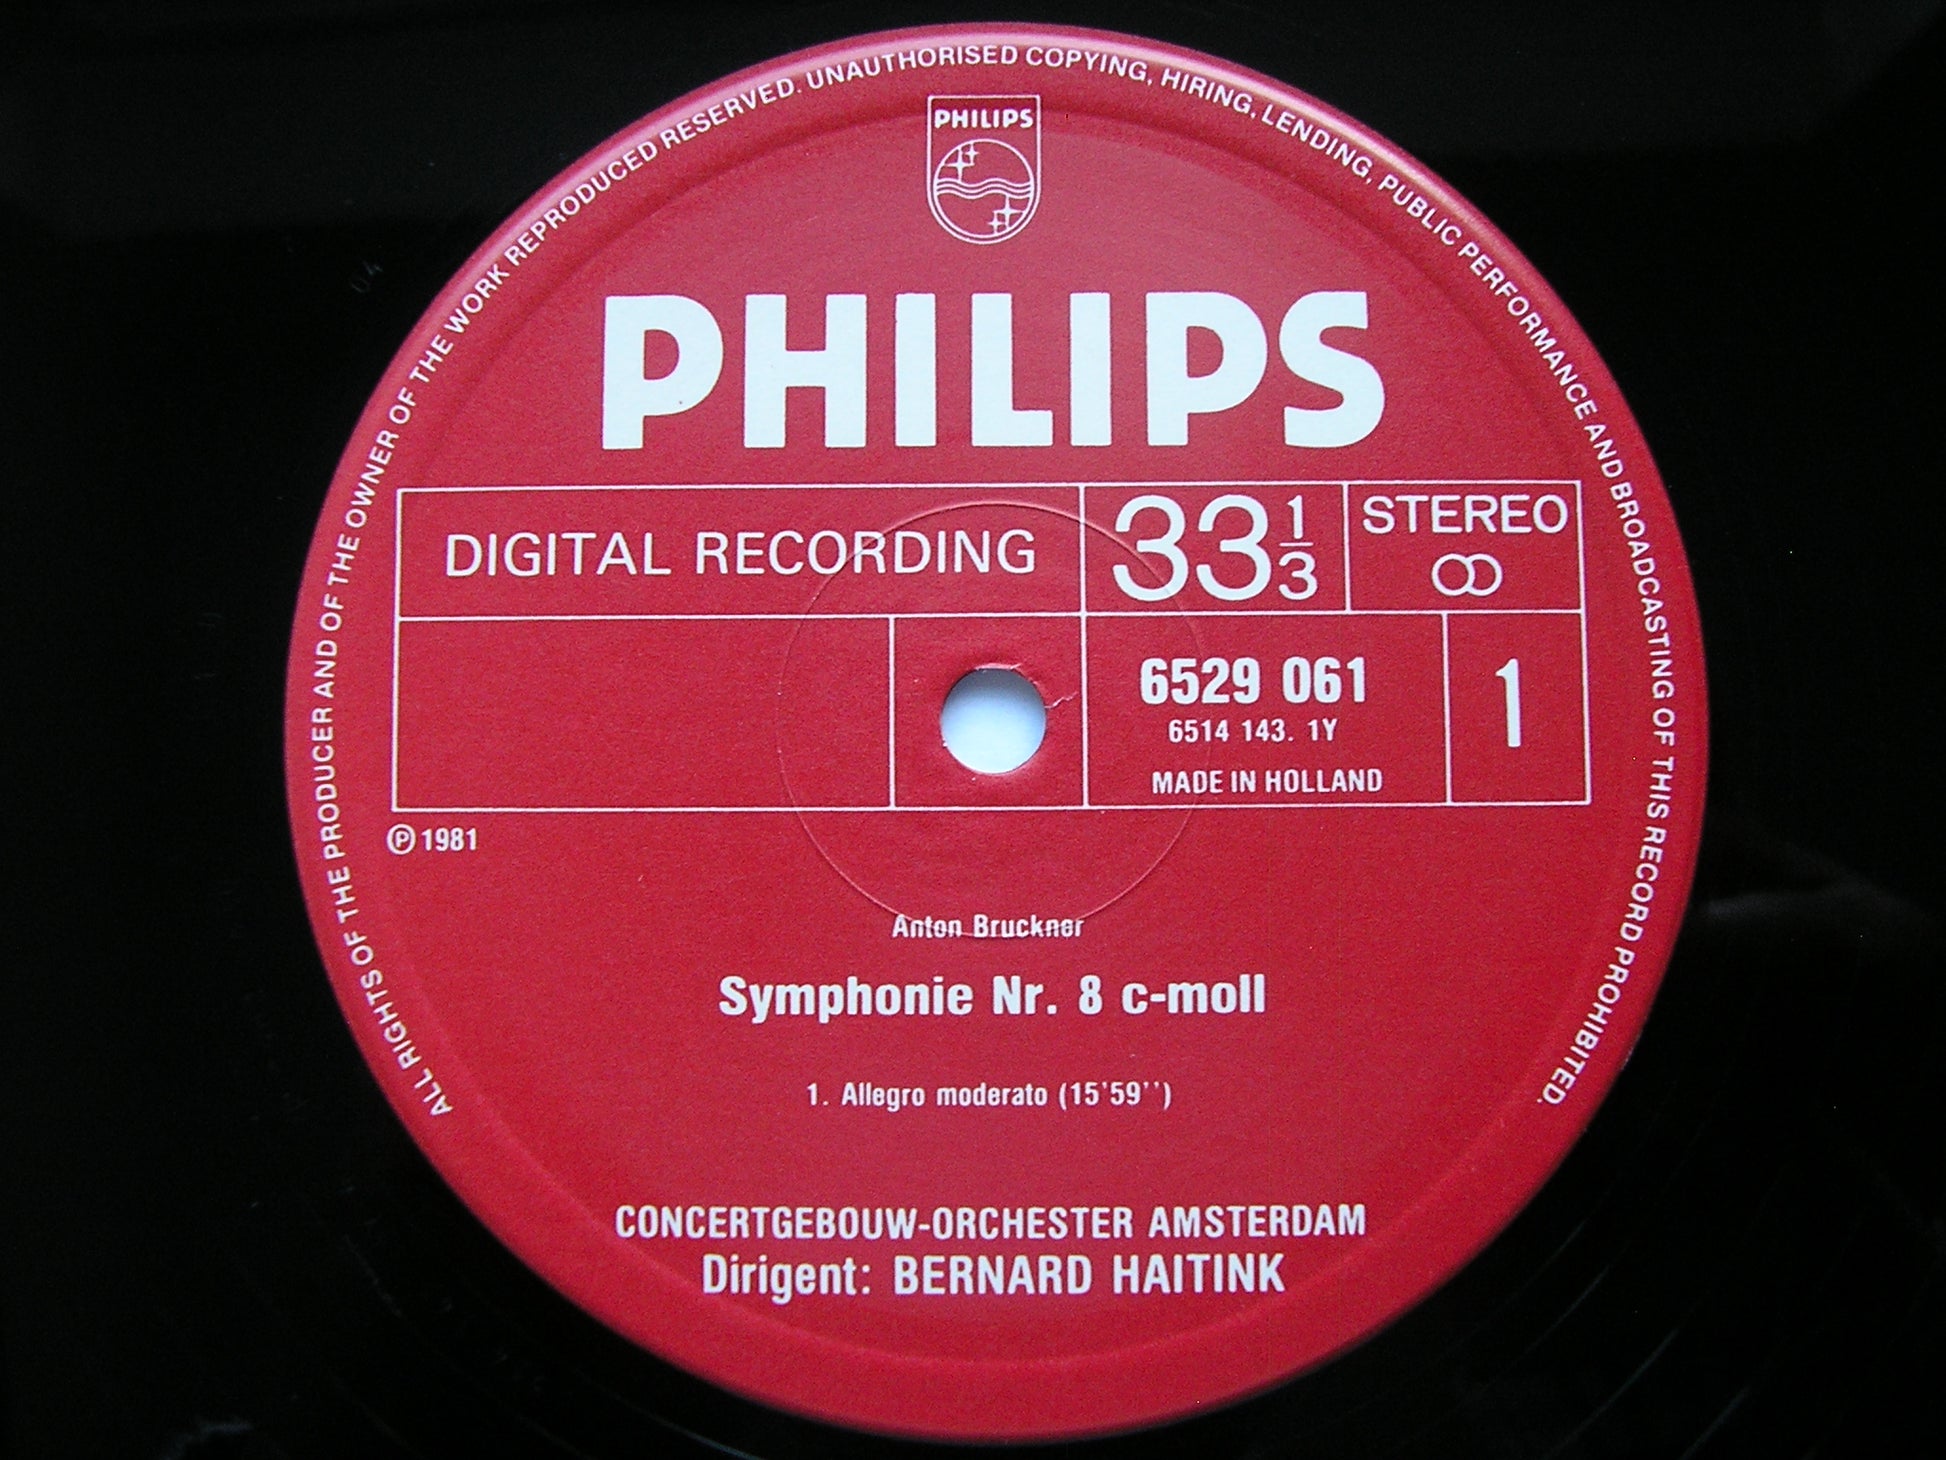 ALL RIGHTS OF THE PRODUCER AND OF THE OWNER OF THE WORK REPRODUCED RESERVED. UNAUTHORISED COPYING, HIRING, LENDING, PUBLIC PERFORMANCE AND BROADCASTING OF THIS RECORD PROHIBITED.
PHILIPS
PHILIPS
DIGITAL RECORDING
33 1/3
STEREO
6529 061
6514 143. 1Y
MADE IN HOLLAND
1
℗ 1981
Anton Bruckner
Symphonie Nr. 8 c-moll
1. Allegro moderato (15'59'')
CONCERTGEBOUW-ORCHESTER AMSTERDAM
Dirigent: BERNARD HAITINK